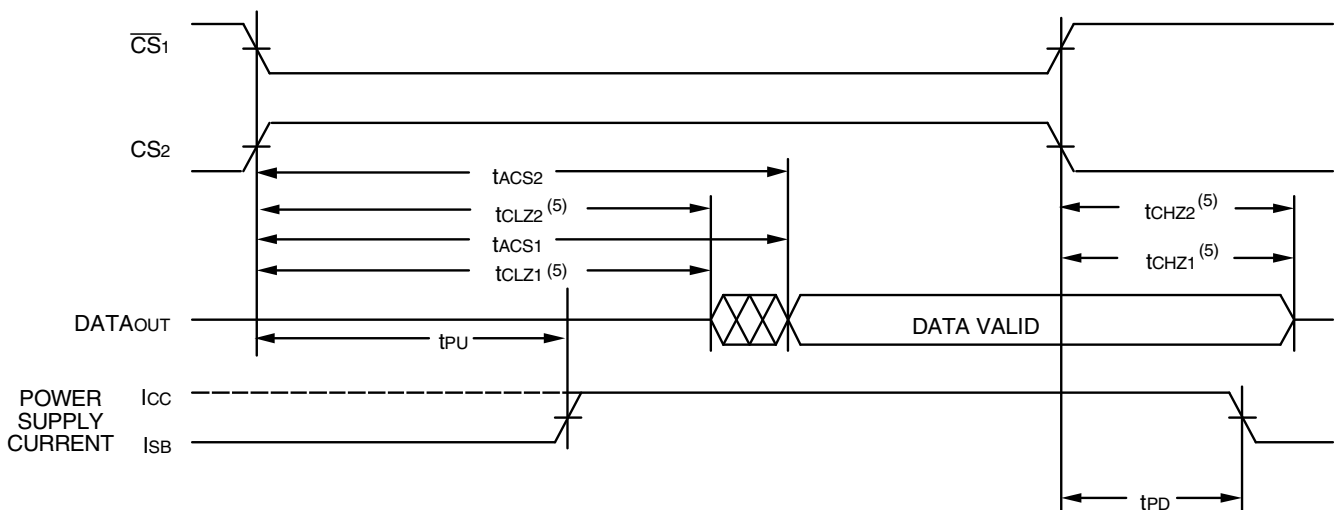 CS1
CS2
tACS2
tCLZ2 (5)
tCHZ2 (5)
tACS1
tCLZ1 (5)
tCHZ1 (5)
DATAOUT
DATA VALID
tPU
POWER SUPPLY CURRENT
ICC
ISB
tPD